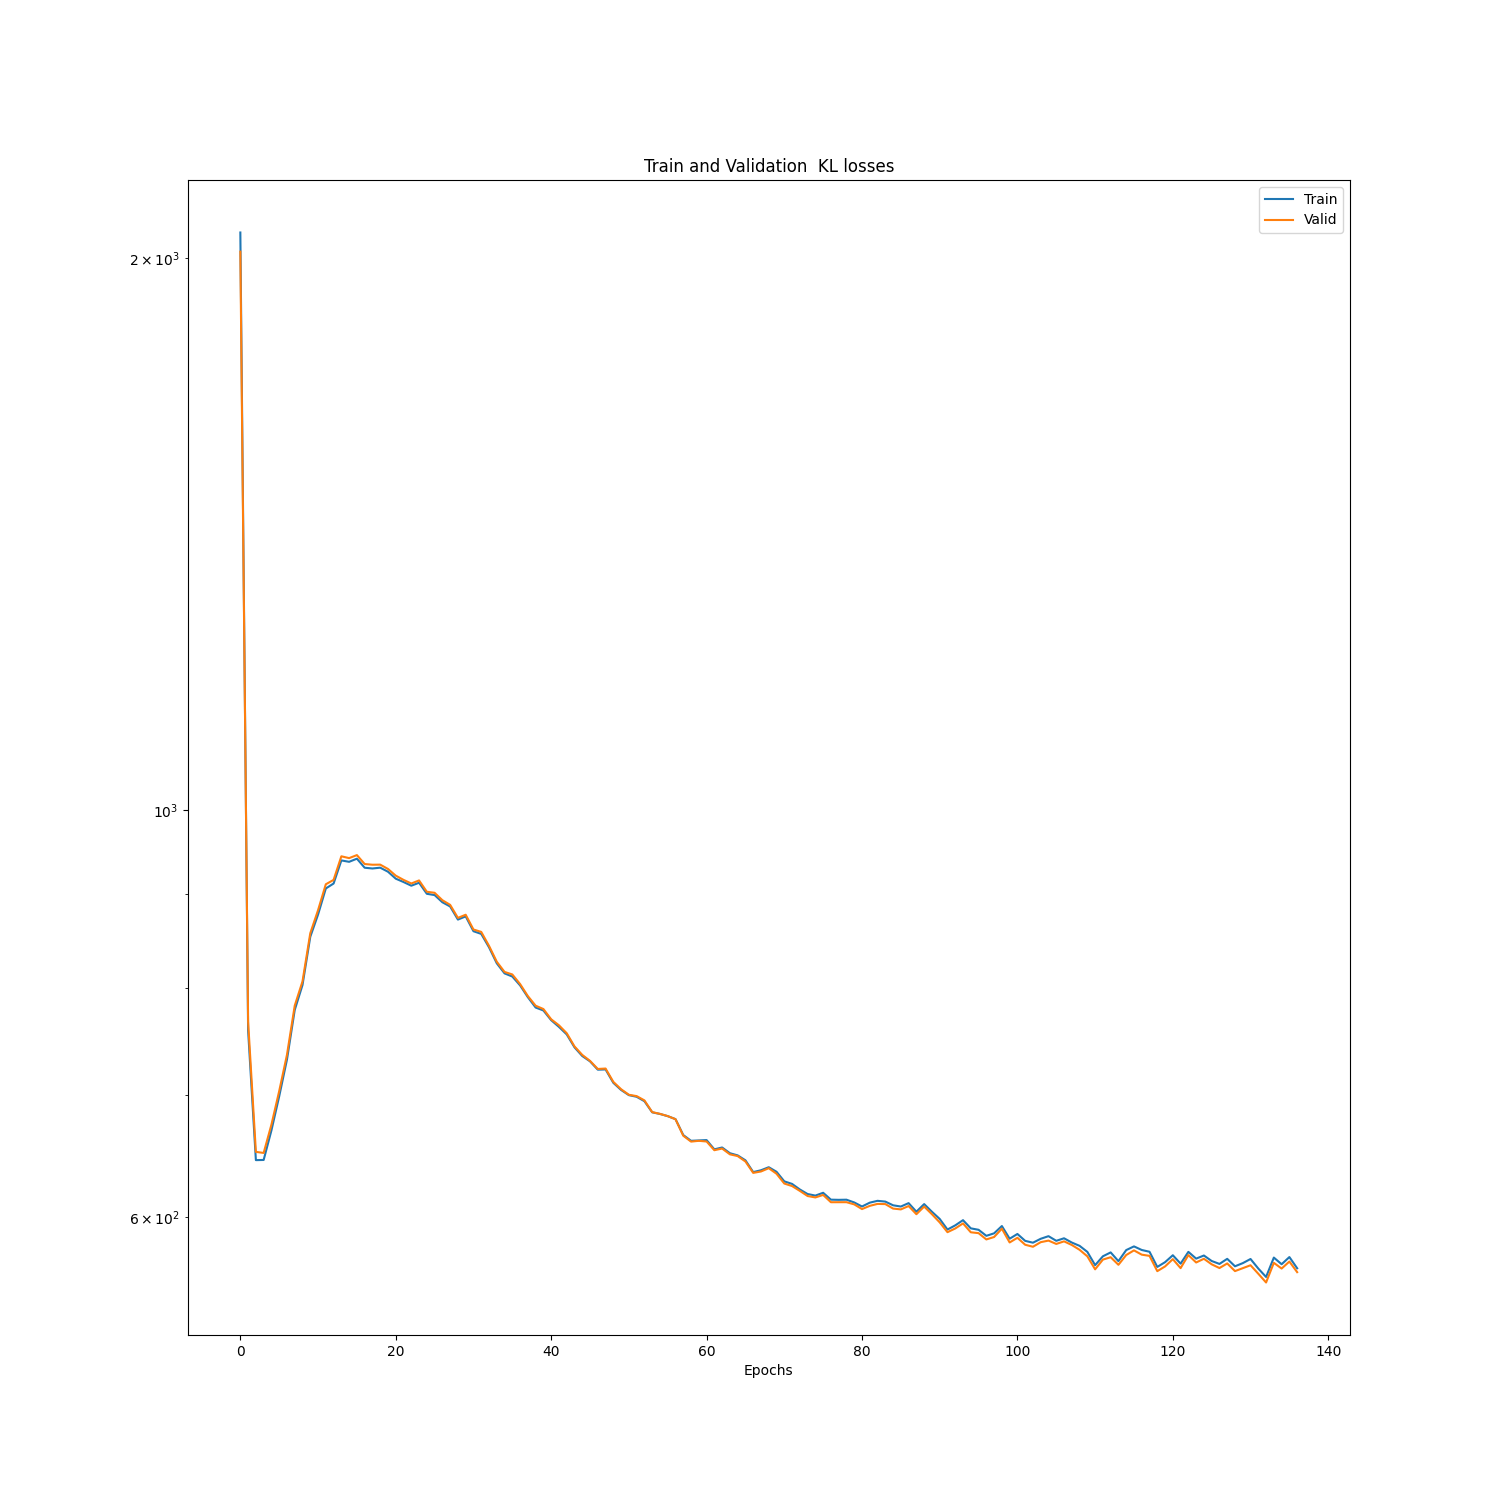 Train and Validation  KL losses
Train
Valid
2 × 10³
10³
6 × 10²
0 20 40 60 80 100 120 140
Epochs